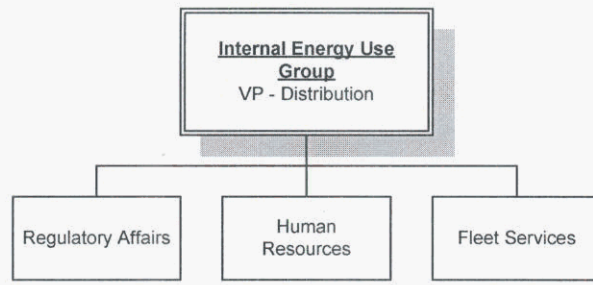 Internal Energy Use
Group
VP - Distribution
Regulatory Affairs
Human
Resources
Fleet Services